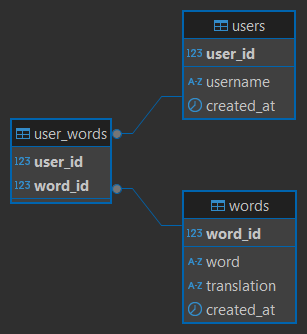 users
123 user_id
A-Z username
created_at
user_words
123 user_id
123 word_id
words
123 word_id
A-Z word
A-Z translation
created_at